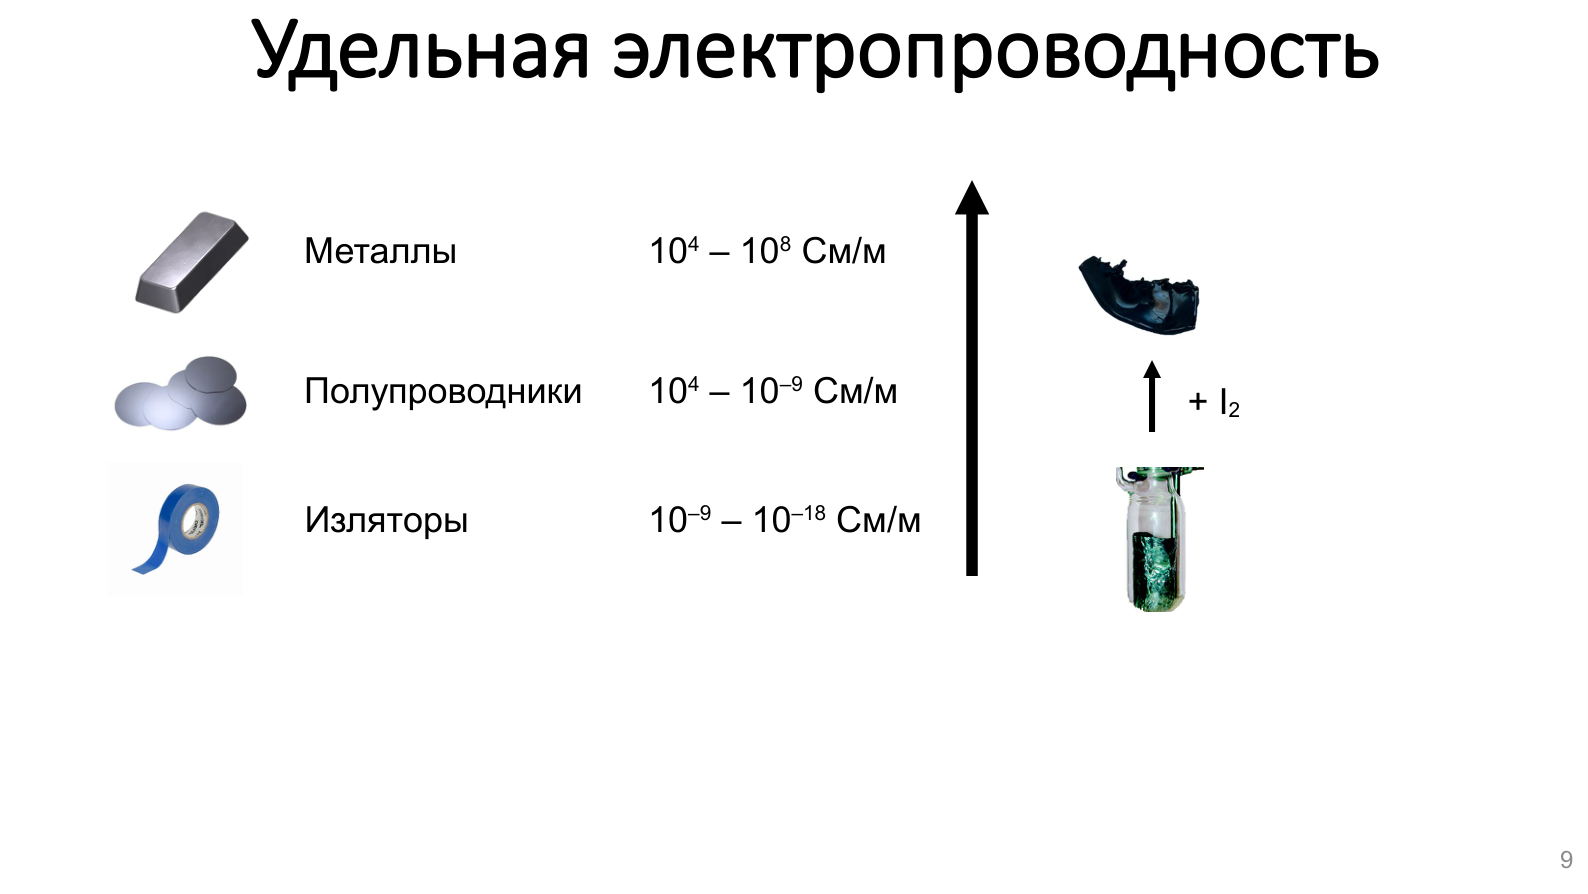 Удельная электропроводность
Металлы 10⁴ – 10⁸ См/м
Полупроводники 10⁴ – 10⁻⁹ См/м
+ I₂
Изляторы 10⁻⁹ – 10⁻¹⁸ См/м
9